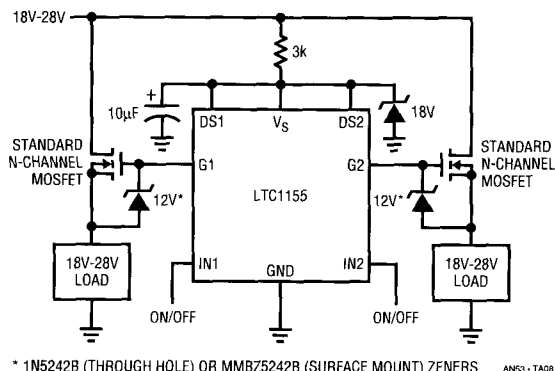 18V-28V
3k
10µF
+
DS1
VS
DS2
18V
STANDARD
N-CHANNEL
MOSFET
G1
G2
STANDARD
N-CHANNEL
MOSFET
12V*
LTC1155
12V*
18V-28V
LOAD
IN1
GND
IN2
18V-28V
LOAD
ON/OFF
ON/OFF
* 1N5242B (THROUGH HOLE) OR MMBZ5242B (SURFACE MOUNT) ZENERS
AN53 • TA08